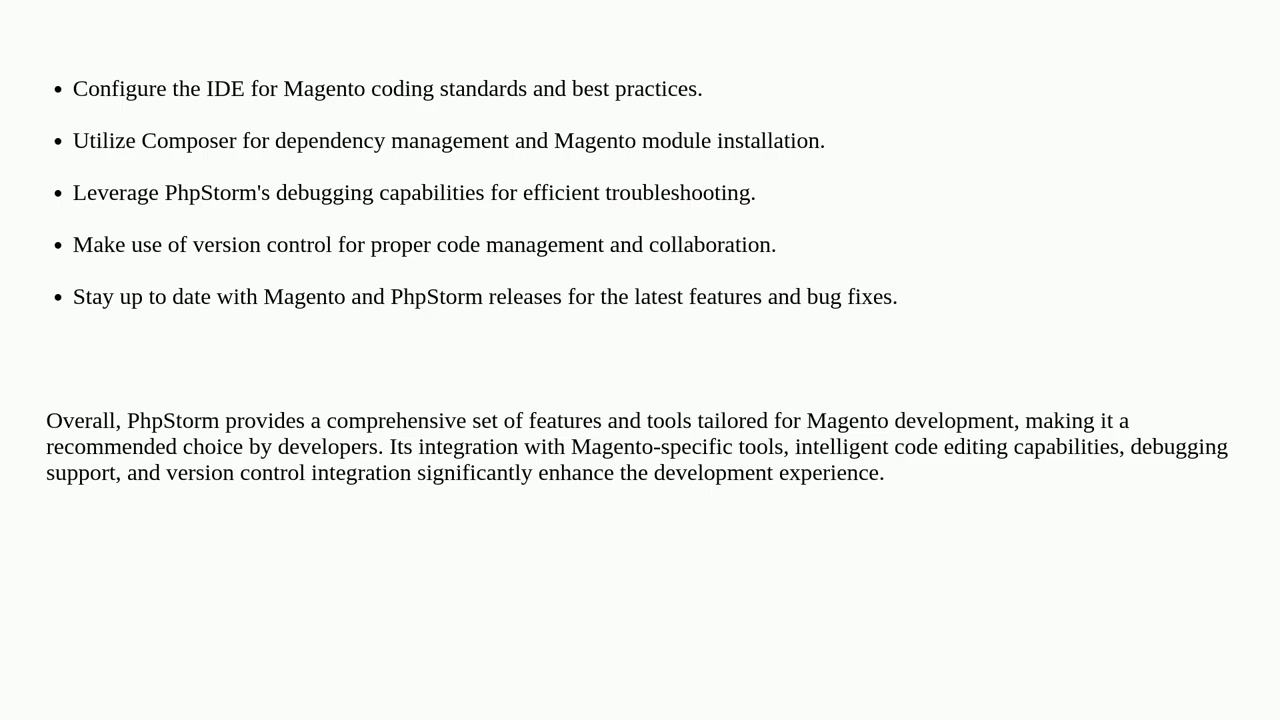 • Configure the IDE for Magento coding standards and best practices.
• Utilize Composer for dependency management and Magento module installation.
• Leverage PhpStorm's debugging capabilities for efficient troubleshooting.
• Make use of version control for proper code management and collaboration.
• Stay up to date with Magento and PhpStorm releases for the latest features and bug fixes.
Overall, PhpStorm provides a comprehensive set of features and tools tailored for Magento development, making it a
recommended choice by developers. Its integration with Magento-specific tools, intelligent code editing capabilities, debugging
support, and version control integration significantly enhance the development experience.